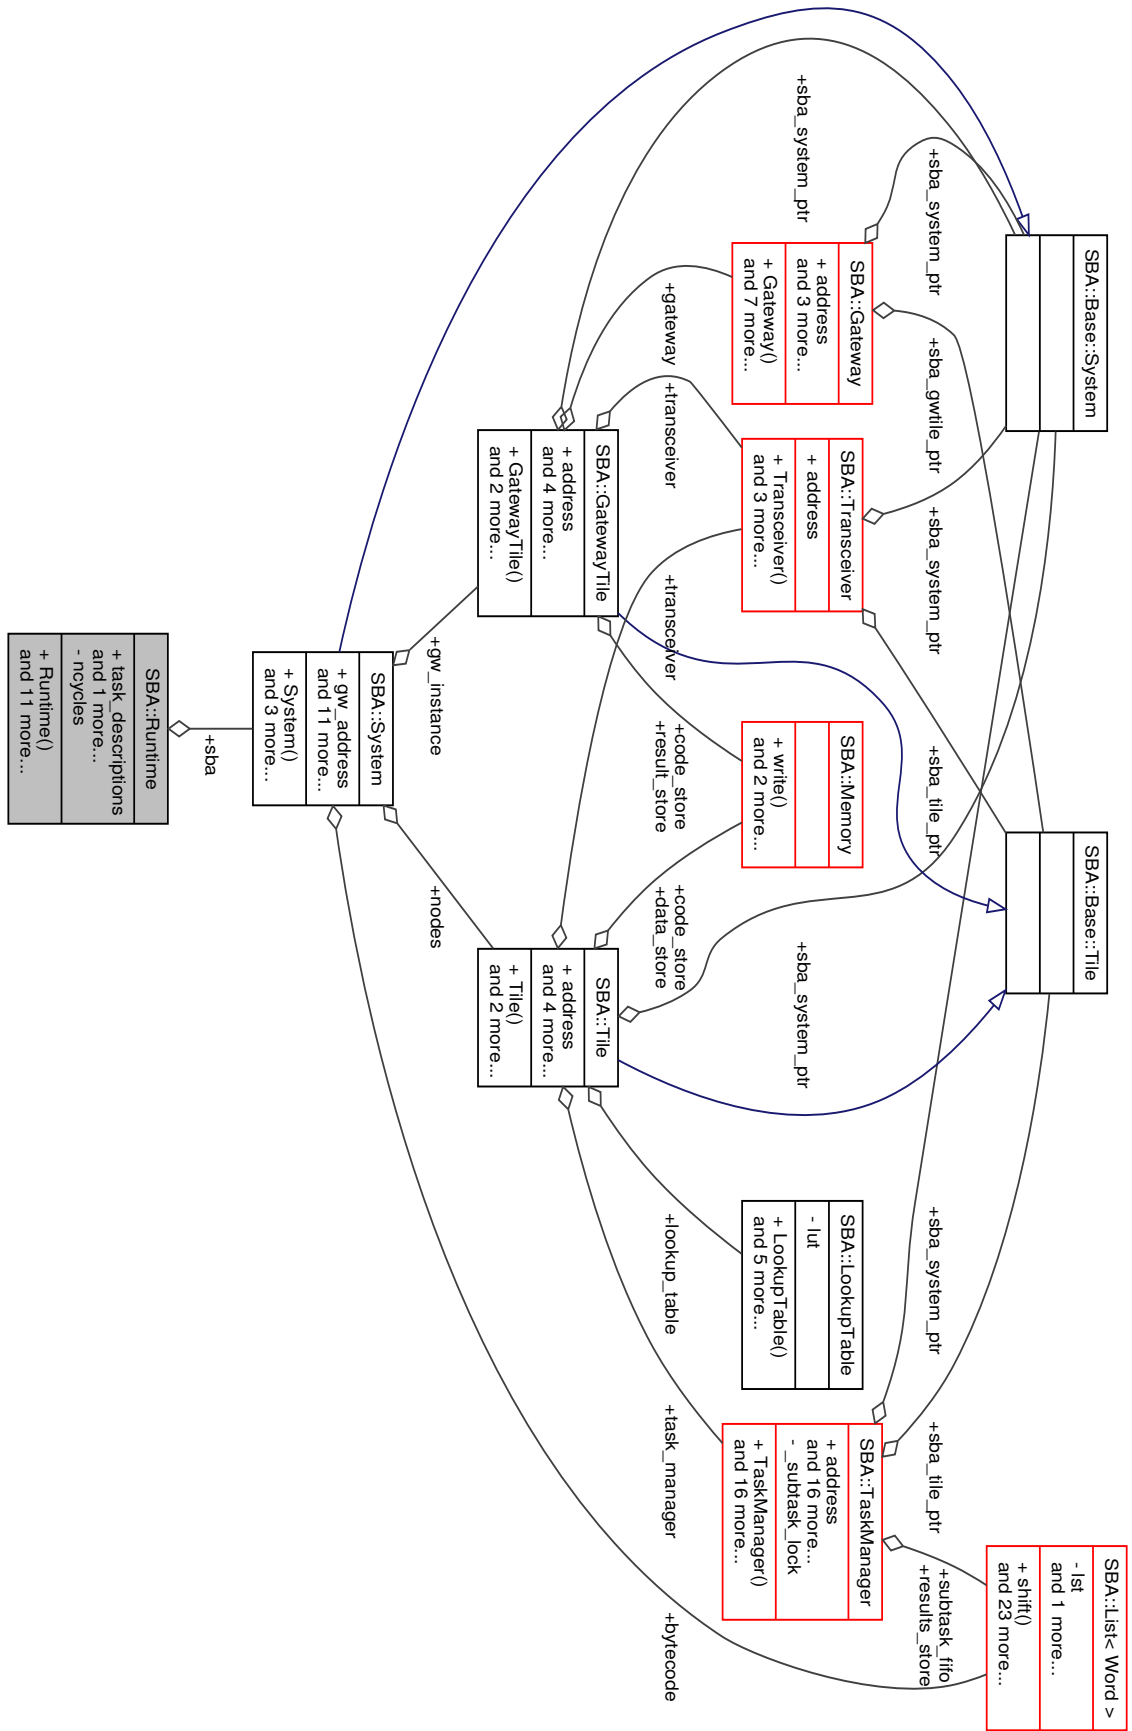 SBA::Base::System
SBA::Base::Tile
SBA::List< Word >
- lst
and 1 more...
+ shift()
and 23 more...
+sba_system_ptr
+sba_gwtile_ptr
+sba_system_ptr
+sba_tile_ptr
+sba_system_ptr
+sba_tile_ptr
+subtask_fifo
+results_store
SBA::Gateway
+ address
and 3 more...
+ Gateway()
and 7 more...
SBA::Transceiver
+ address
+ Transceiver()
and 3 more...
SBA::Memory
+ write()
and 2 more...
SBA::LookupTable
- lut
+ LookupTable()
and 5 more...
SBA::TaskManager
+ address
and 16 more...
- _subtask_lock
+ TaskManager()
and 16 more...
+sba_system_ptr
+sba_system_ptr
+gateway
+transceiver
+transceiver
+code_store
+result_store
+code_store
+data_store
+lookup_table
+task_manager
+bytecode
SBA::GatewayTile
+ address
and 4 more...
+ GatewayTile()
and 2 more...
SBA::Tile
+ address
and 4 more...
+ Tile()
and 2 more...
+gw_instance
+nodes
SBA::System
+ gw_address
and 11 more...
+ System()
and 3 more...
+sba
SBA::Runtime
+ task_descriptions
and 1 more...
- ncycles
+ Runtime()
and 11 more...